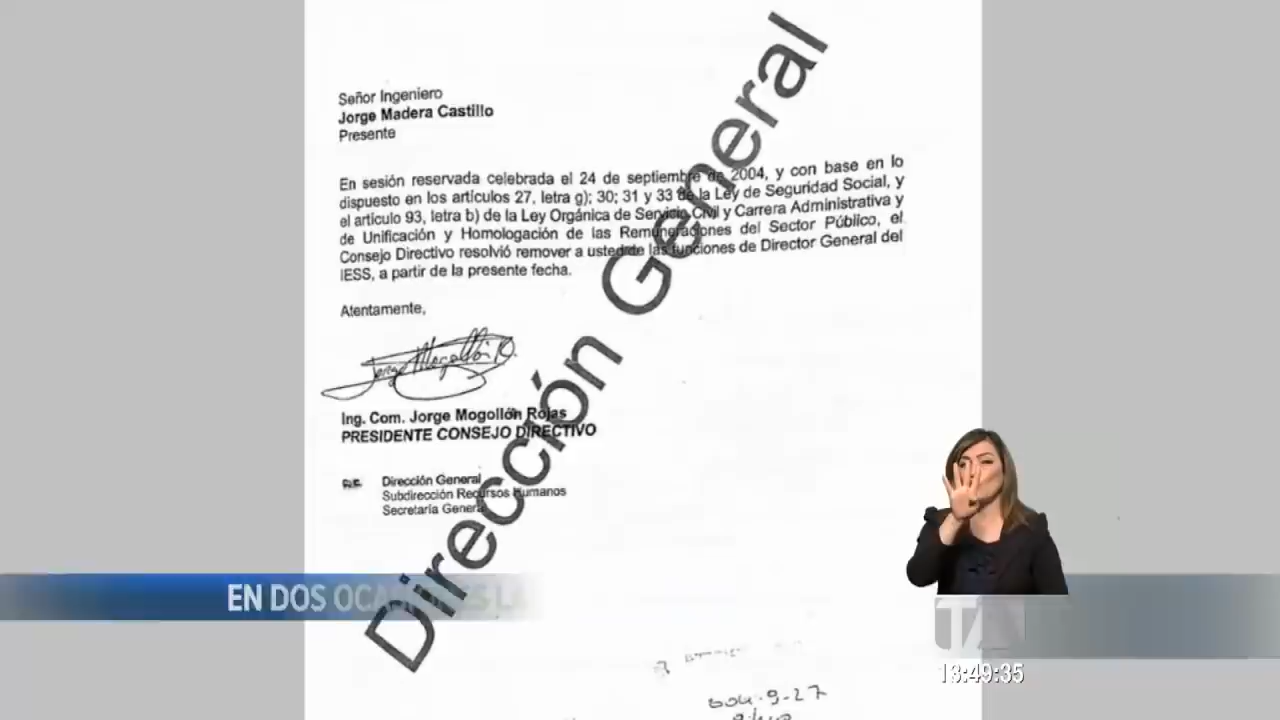 Señor Ingeniero
Jorge Madera Castillo
Presente
En sesión reservada celebrada el 24 de septiembre de 2004, y con base en lo
dispuesto en los artículos 27, letra g); 30; 31 y 33 de la Ley de Seguridad Social, y
el artículo 93, letra b) de la Ley Orgánica de Servicio Civil y Carrera Administrativa y
de Unificación y Homologación de las Remuneraciones del Sector Público, el
Consejo Directivo resolvió remover a usted de las funciones de Director General del
IESS, a partir de la presente fecha.
Atentamente,
Jorge Mogollón R.
Ing. Com. Jorge Mogollón Rojas
PRESIDENTE CONSEJO DIRECTIVO
Dirección General
Subdirección Recursos Humanos
Secretaría General
Dirección General
EN DOS OCASIONES LA
13:49:35